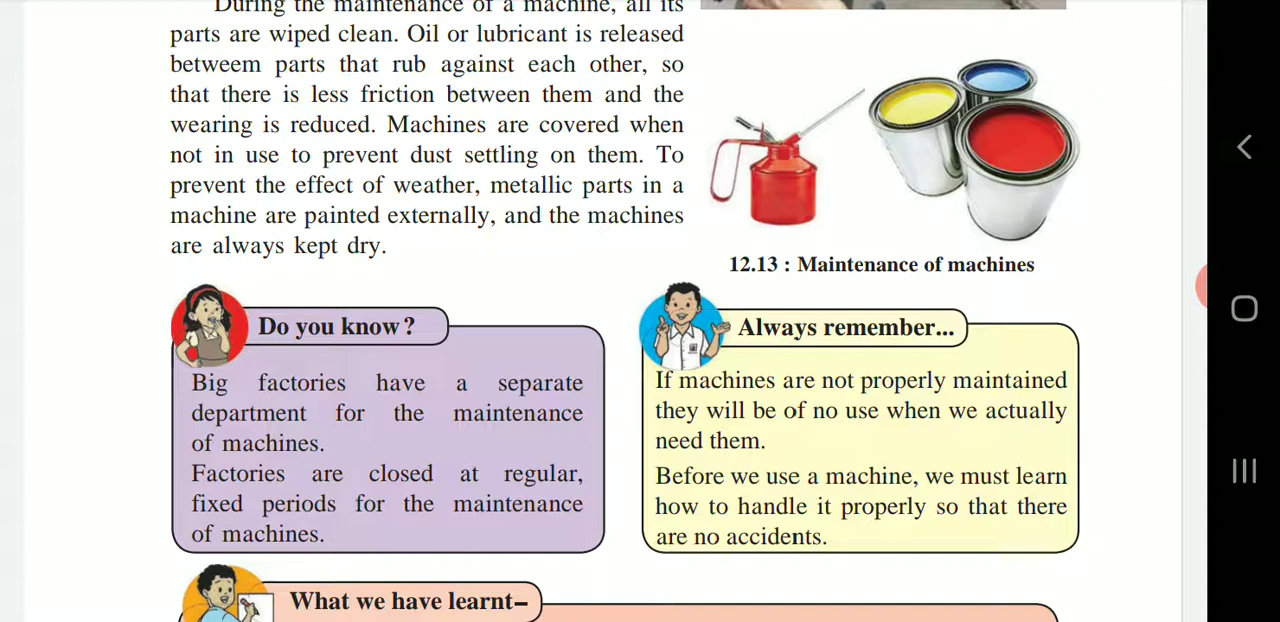 During the maintenance of a machine, all its
parts are wiped clean. Oil or lubricant is released
betweem parts that rub against each other, so
that there is less friction between them and the
wearing is reduced. Machines are covered when
not in use to prevent dust settling on them. To
prevent the effect of weather, metallic parts in a
machine are painted externally, and the machines
are always kept dry.
12.13 : Maintenance of machines
Do you know?
Big factories have a separate
department for the maintenance
of machines.
Factories are closed at regular,
fixed periods for the maintenance
of machines.
Always remember...
If machines are not properly maintained
they will be of no use when we actually
need them.
Before we use a machine, we must learn
how to handle it properly so that there
are no accidents.
What we have learnt–